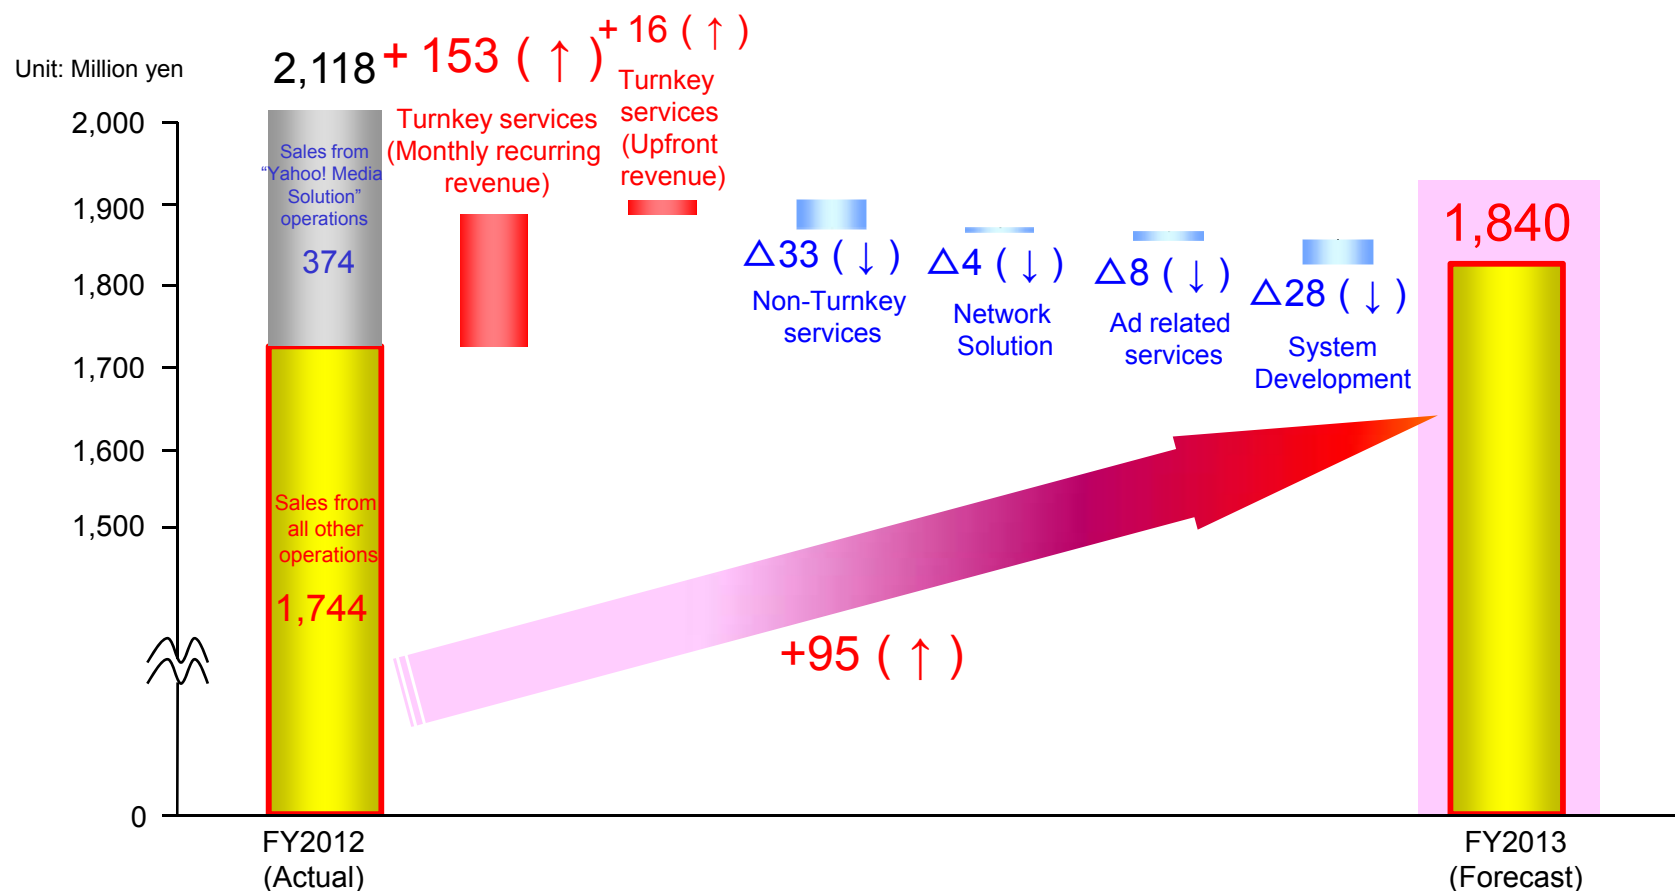 Unit: Million yen
2,118
+ 153 ( ↑ )
+ 16 ( ↑ )
Turnkey services
(Monthly recurring
revenue)
Turnkey
services
(Upfront
revenue)
2,000
1,900
1,800
1,700
1,600
1,500
0
Sales from
“Yahoo! Media
Solution”
operations
374
Sales from
all other
operations
1,744
△33 ( ↓ )
Non-Turnkey
services
△4 ( ↓ )
Network
Solution
△8 ( ↓ )
Ad related
services
△28 ( ↓ )
System
Development
1,840
+95 ( ↑ )
FY2012
(Actual)
FY2013
(Forecast)